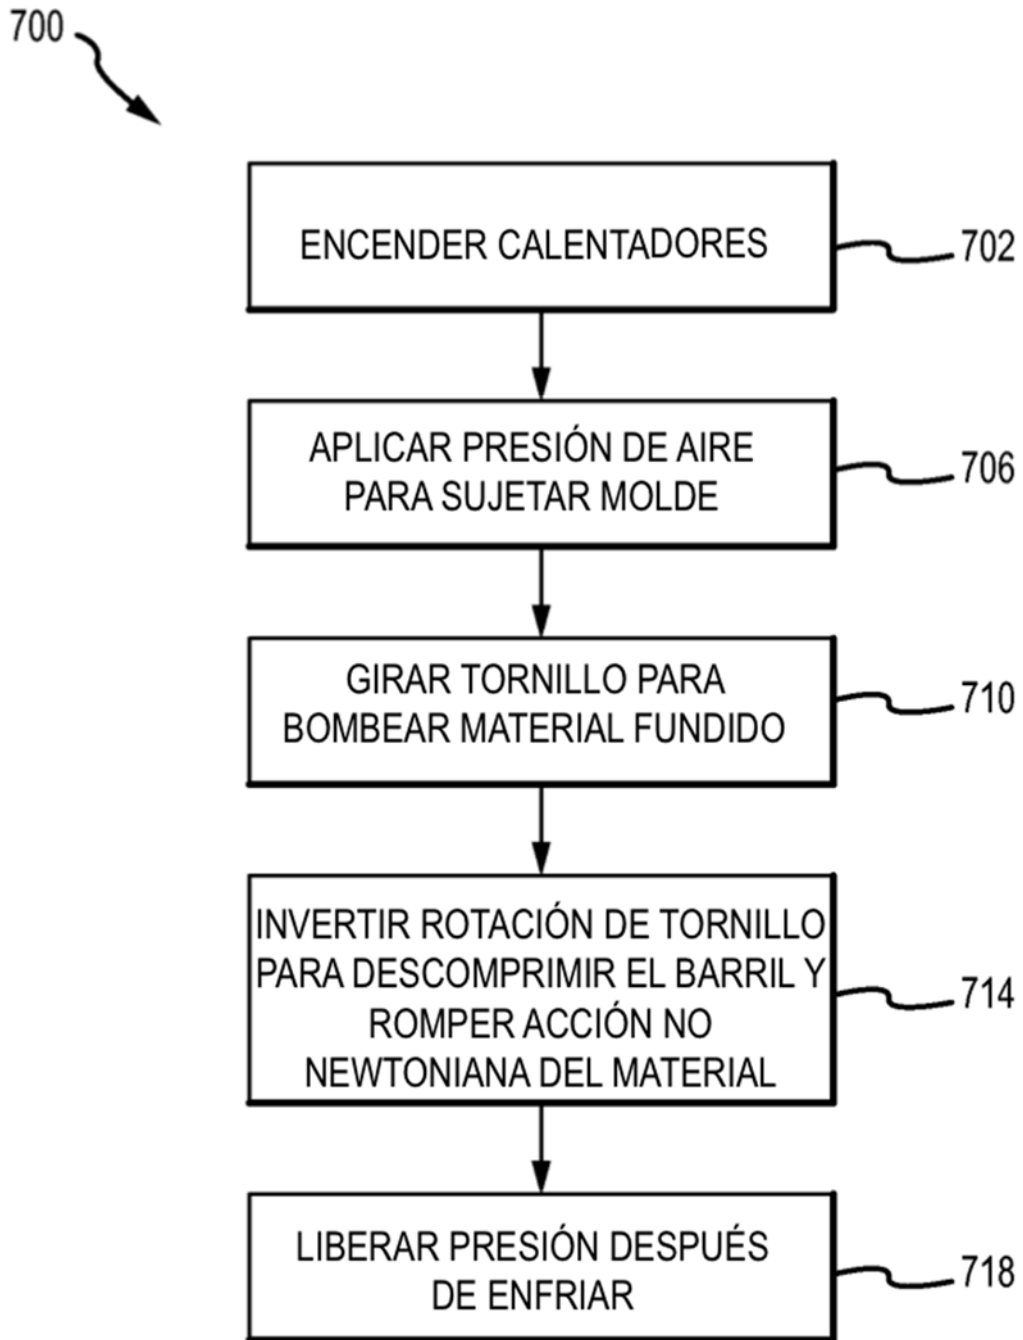 700
ENCENDER CALENTADORES
702
APLICAR PRESIÓN DE AIRE
PARA SUJETAR MOLDE
706
GIRAR TORNILLO PARA
BOMBEAR MATERIAL FUNDIDO
710
INVERTIR ROTACIÓN DE TORNILLO
PARA DESCOMPRIMIR EL BARRIL Y
ROMPER ACCIÓN NO
NEWTONIANA DEL MATERIAL
714
LIBERAR PRESIÓN DESPUÉS
DE ENFRIAR
718